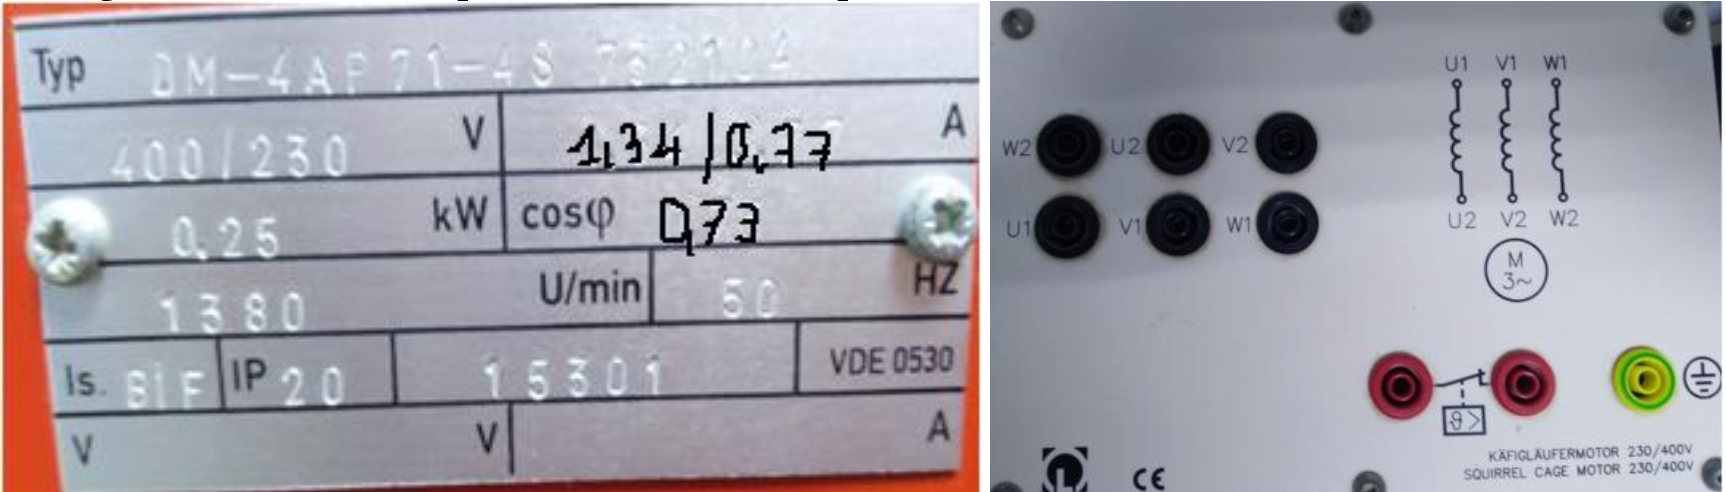 Typ DM-4AP71-4S 732104
400/230 V 1,34/0,77 A
0,25 kW cosφ 0,73
1380 U/min 50 HZ
Is. BIF IP 20 15301 VDE 0530
V V A
U1 V1 W1
W2 U2 V2
U1 V1 W1
U2 V2 W2
M
3~
ϑ>
L CE
KÄFIGLÄUFERMOTOR 230/400V
SQUIRREL CAGE MOTOR 230/400V